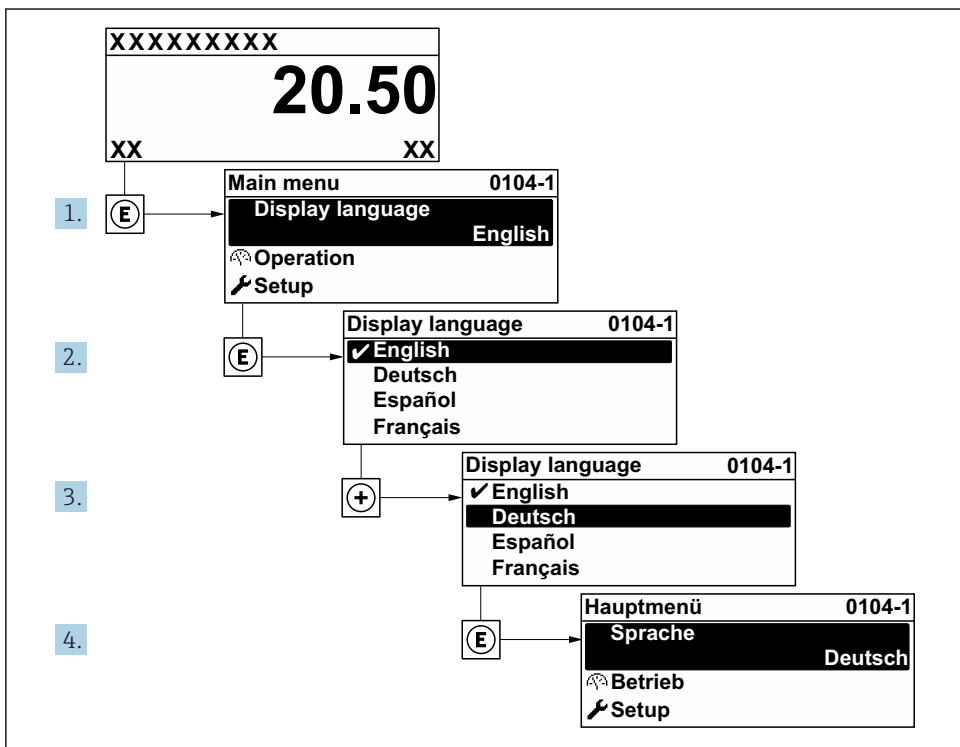 XXXXXXXXX
20.50
XX XX
1. E
Main menu 0104-1
Display language
English
Operation
Setup
2. E
Display language 0104-1
✔English
Deutsch
Español
Français
3. +
Display language 0104-1
✔English
Deutsch
Español
Français
4. E
Hauptmenü 0104-1
Sprache
Deutsch
Betrieb
Setup